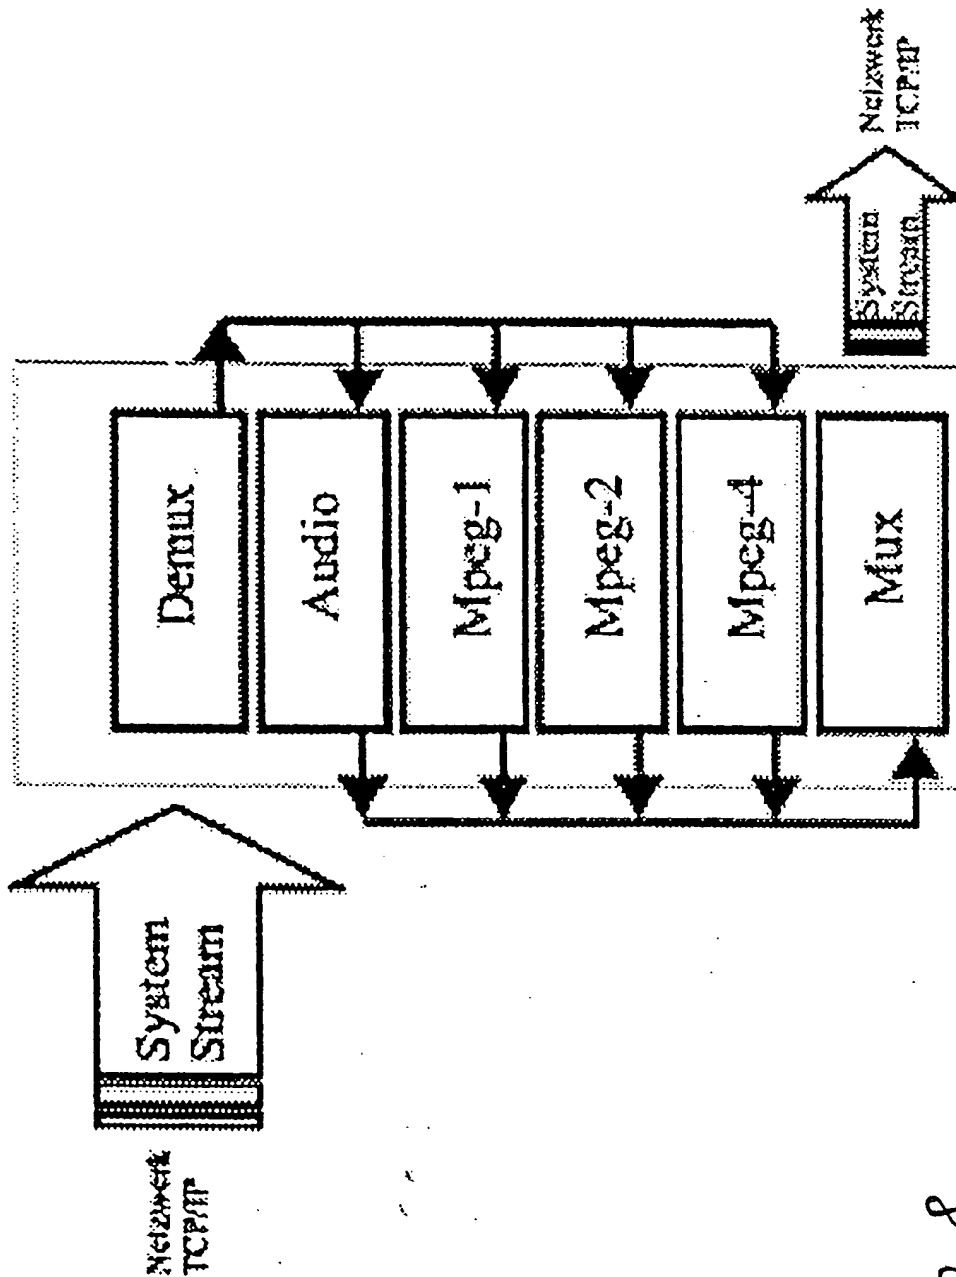 Netzwerk
TCP/IP
System
Stream
Demux
Audio
Mpeg-1
Mpeg-2
Mpeg-4
Mux
System
Stream
Netzwerk
TCP/IP
8